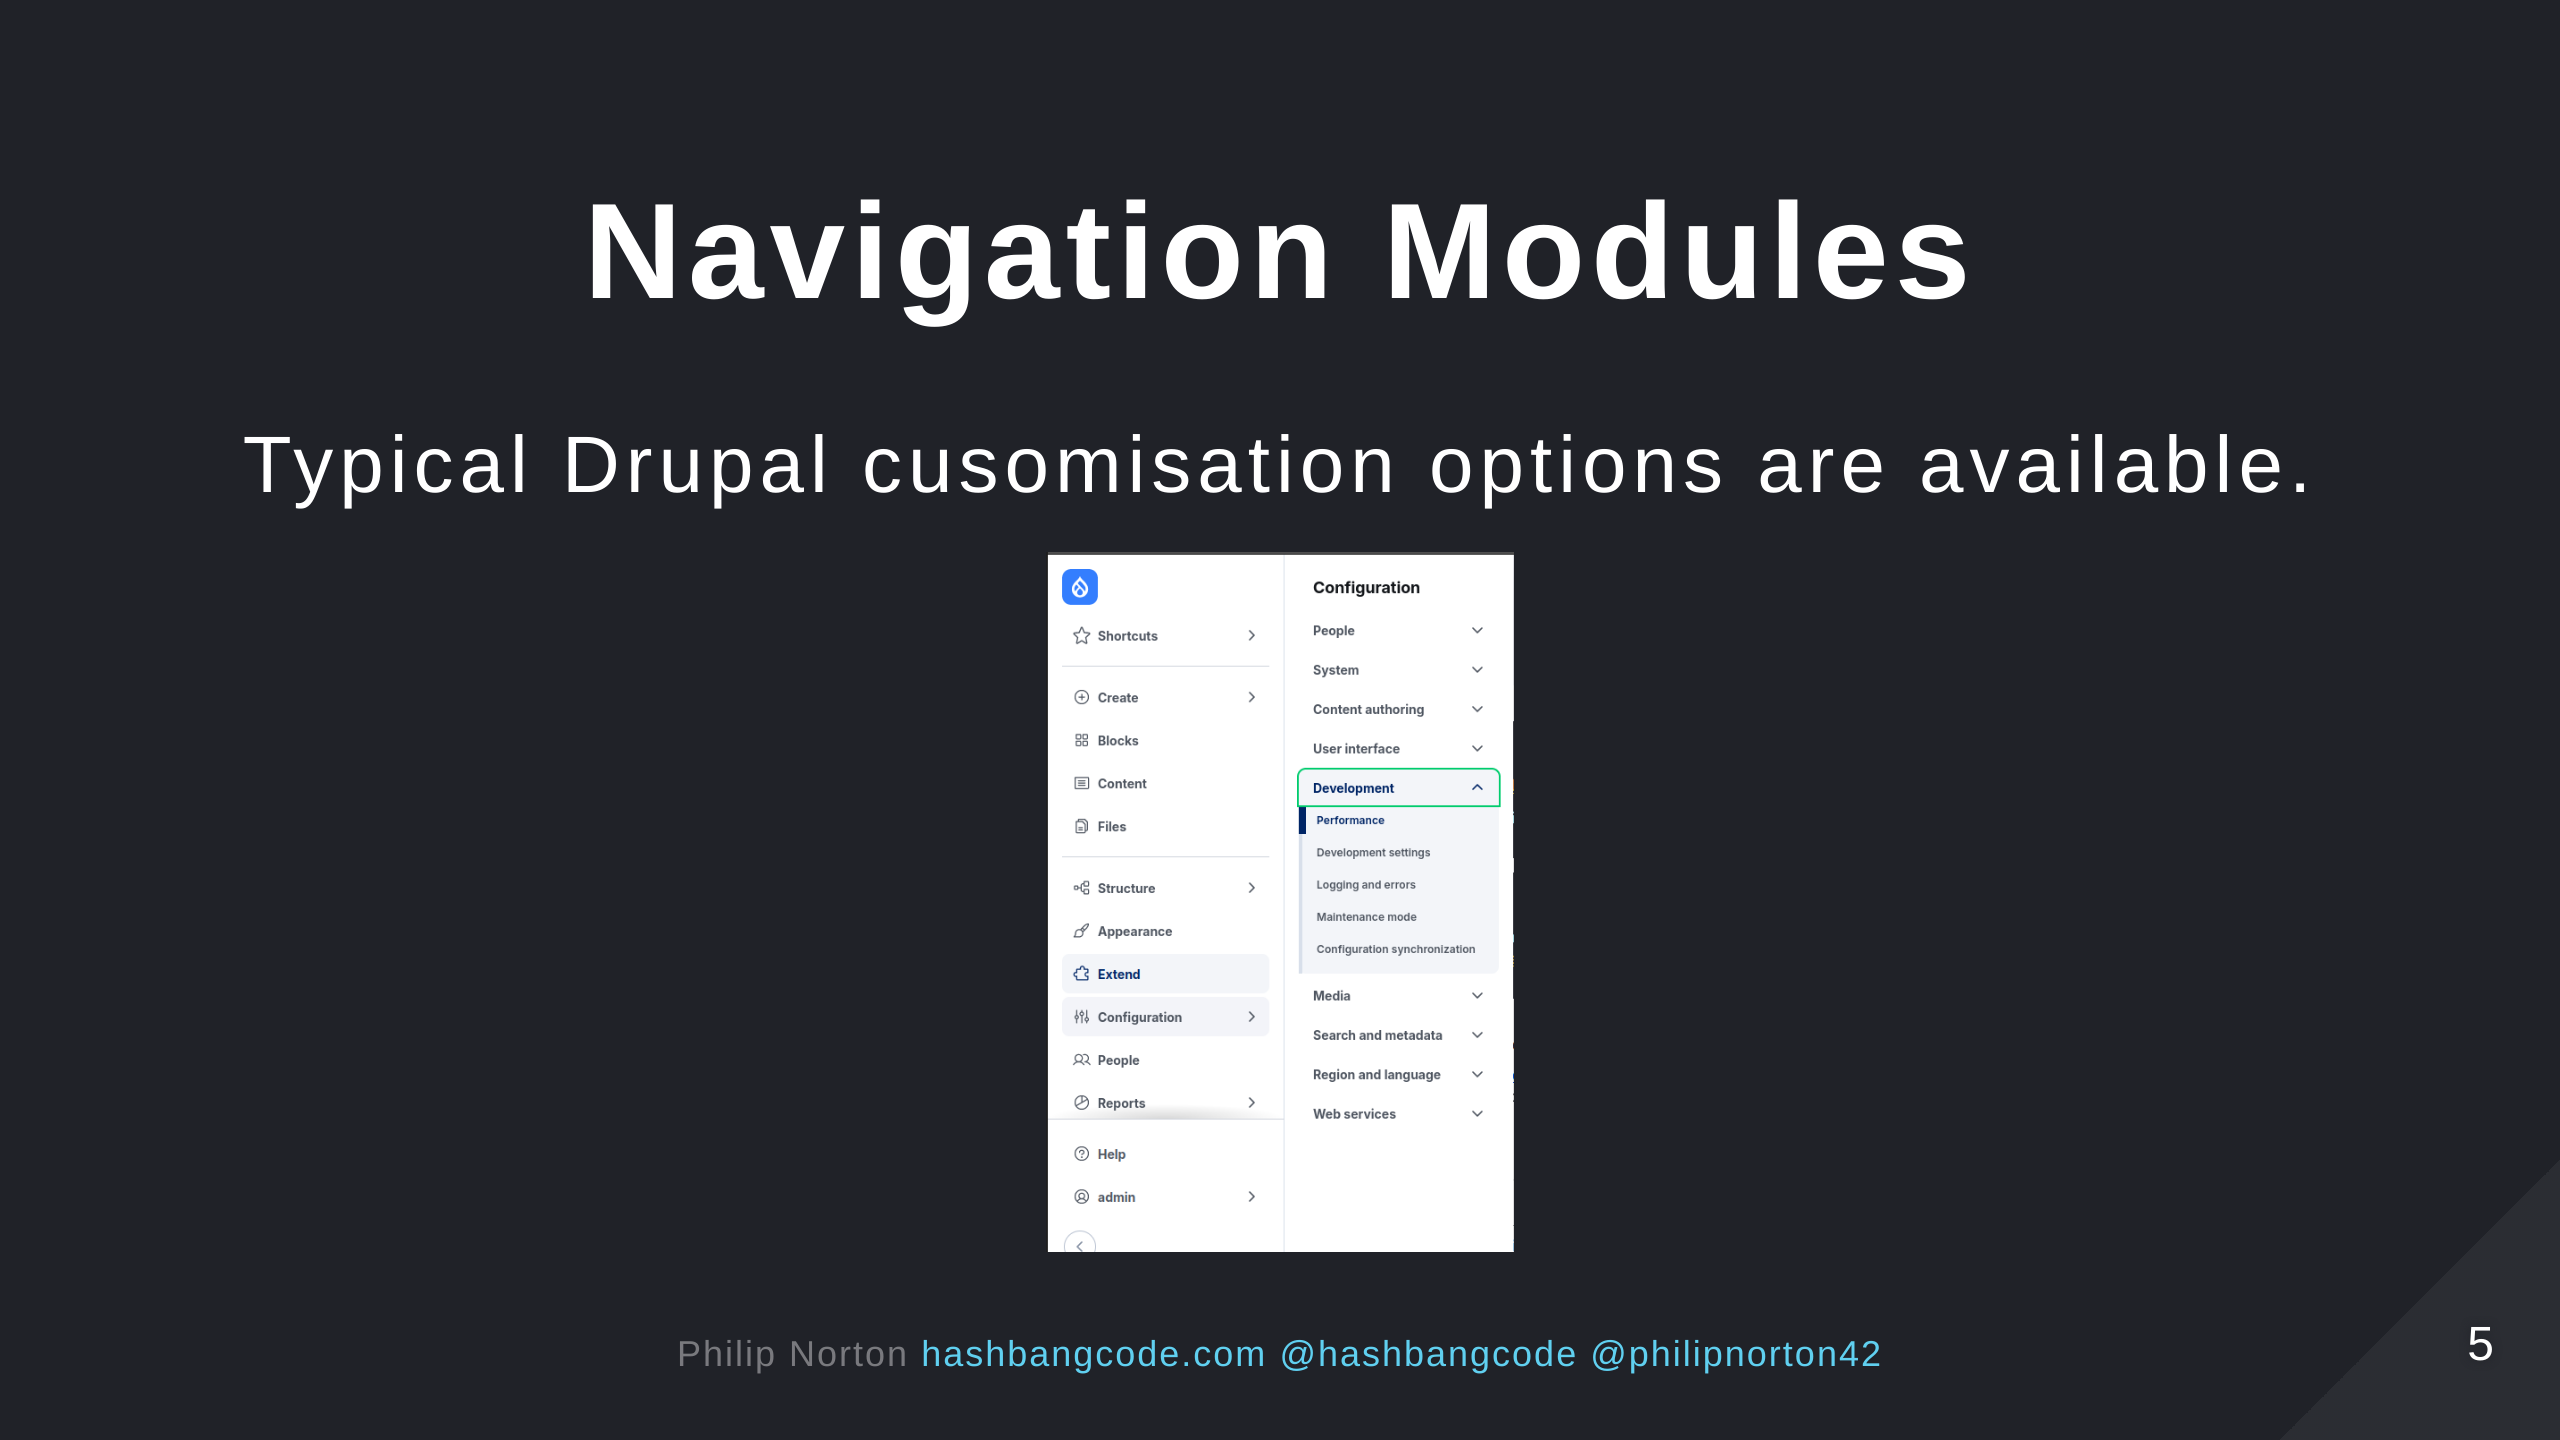 Navigation Modules
Typical Drupal cusomisation options are available.
Shortcuts
Create
Blocks
Content
Files
Structure
Appearance
Extend
Configuration
People
Reports
Help
admin
Configuration
People
System
Content authoring
User interface
Development
Performance
Development settings
Logging and errors
Maintenance mode
Configuration synchronization
Media
Search and metadata
Region and language
Web services
Philip Norton hashbangcode.com @hashbangcode @philipnorton42
5